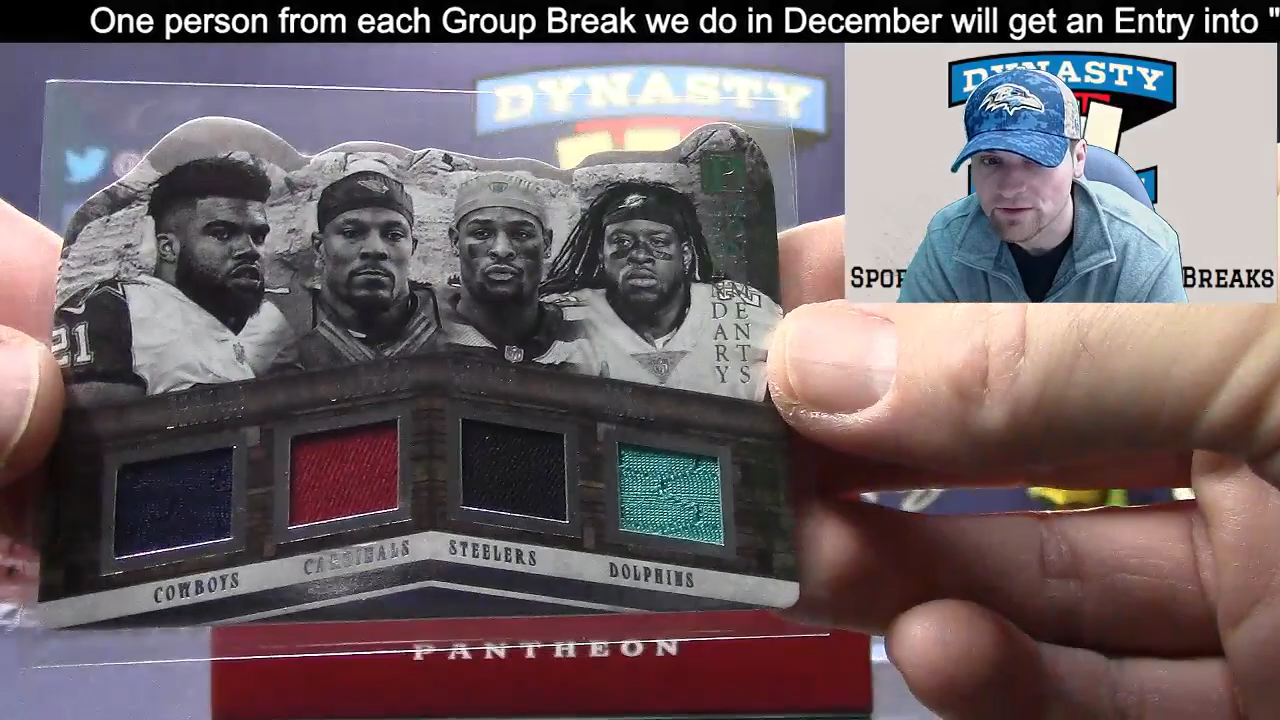 One person from each Group Break we do in December will get an Entry into "
DYNASTY
DYNASTY
SPOR
BREAKS
21
DARY
MENTS
COWBOYS
CARDINALS
STEELERS
DOLPHINS
PANTHEON